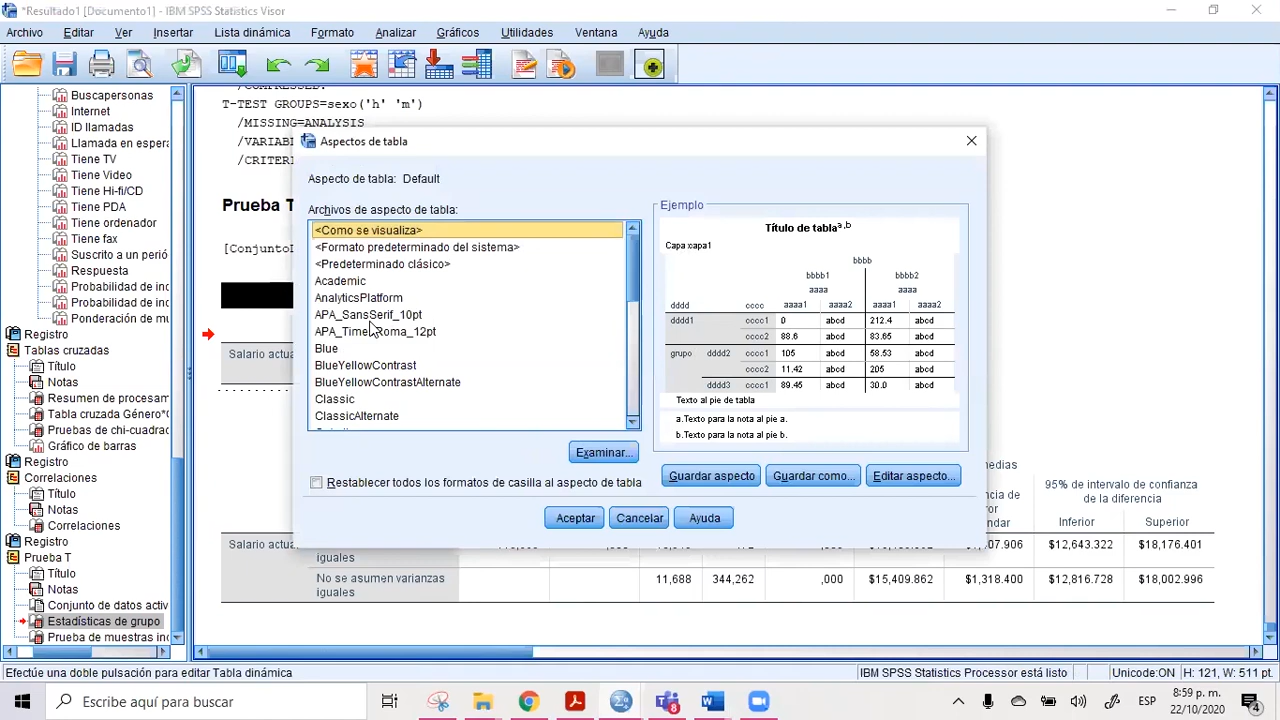 *Resultado1 [Documento1] - IBM SPSS Statistics Visor
Archivo Editar Ver Insertar Lista dinámica Formato Analizar Gráficos Utilidades Ventana Ayuda
Buscapersonas
Internet
ID llamadas
Llamada en espera
Tiene TV
Tiene Video
Tiene Hi-fi/CD
Tiene PDA
Tiene ordenador
Tiene fax
Suscrito a un perió
Respuesta
Probabilidad de inc
Probabilidad de inc
Ponderación de mu
Registro
Tablas cruzadas
Título
Notas
Resumen de procesam
Tabla cruzada Género*C
Pruebas de chi-cuadrac
Gráfico de barras
Registro
Correlaciones
Título
Notas
Correlaciones
Registro
Prueba T
Título
Notas
Conjunto de datos activ
Estadísticas de grupo
Prueba de muestras inc
/COMPRESSED.
T-TEST GROUPS=sexo('h' 'm')
/MISSING=ANALYSIS
/VARIAB
/CRITER
Prueba T
[ConjuntoD
Salario actua
Aspectos de tabla
Aspecto de tabla: Default
Archivos de aspecto de tabla:
<Como se visualiza>
<Formato predeterminado del sistema>
<Predeterminado clásico>
Academic
AnalyticsPlatform
APA_SansSerif_10pt
APA_TimesRoma_12pt
Blue
BlueYellowContrast
BlueYellowContrastAlternate
Classic
ClassicAlternate
Examinar...
Restablecer todos los formatos de casilla al aspecto de tabla
Ejemplo
Título de tablaa,b
Capa xapa1
bbbb
bbbb1 bbbb2
aaaa aaaa
dddd cccc aaaa1 aaaa2 aaaa1 aaaa2
dddd1 cccc1 0 abcd 212.4 abcd
cccc2 88.6 abcd 83.65 abcd
grupo dddd2 cccc1 105 abcd 58.53 abcd
cccc2 11.42 abcd 205 abcd
dddd3 cccc1 89.45 abcd 30.0 abcd
Texto al pie de tabla
a.Texto para la nota al pie a.
b.Texto para la nota al pie b.
Guardar aspecto Guardar como... Editar aspecto...
Aceptar Cancelar Ayuda
medias
95% de intervalo de confianza
de la diferencia
Inferior Superior
Salario actua iguales $12,643.322 $18,176.401
No se asumen varianzas iguales 11,688 344,262 ,000 $15,409.862 $1,318.400 $12,816.728 $18,002.996
Efectúe una doble pulsación para editar Tabla dinámica
IBM SPSS Statistics Processor está listo Unicode:ON H: 121, W: 511 pt.
Escribe aquí para buscar
8
ESP
8:59 p. m.
22/10/2020
4